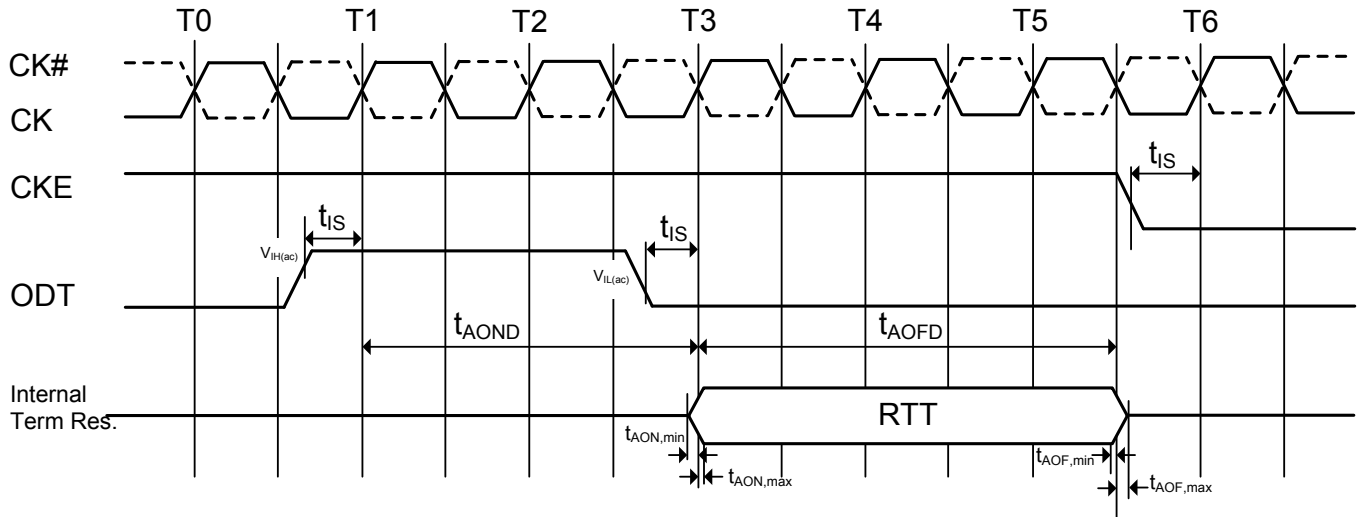 T0 T1 T2 T3 T4 T5 T6
CK#
CK
CKE
tIS
tIS
tIS
VIH(ac)
VIL(ac)
ODT
tAOND
tAOFD
Internal
Term Res.
RTT
tAON,min
tAOF,min
tAON,max
tAOF,max